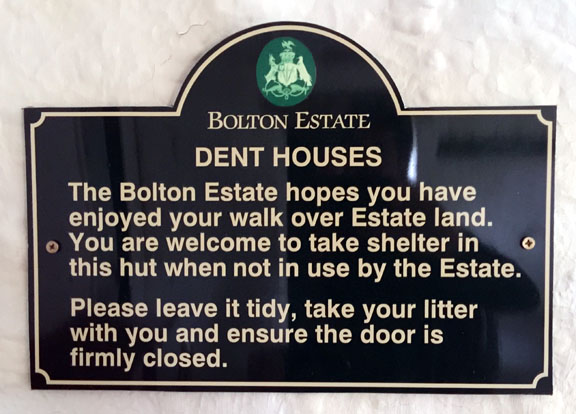 BOLTON ESTATE
DENT HOUSES
The Bolton Estate hopes you have
enjoyed your walk over Estate land.
You are welcome to take shelter in
this hut when not in use by the Estate.
Please leave it tidy, take your litter
with you and ensure the door is
firmly closed.